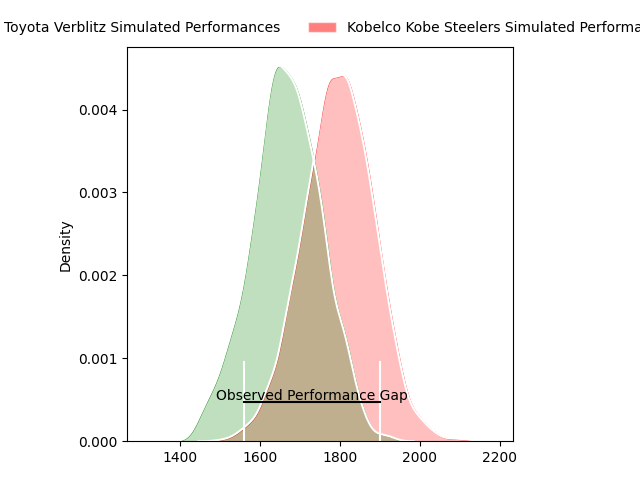 Toyota Verblitz Simulated Performances
Kobelco Kobe Steelers Simulated Performa
0.004
0.003
0.002
0.001
0.000
Density
Observed Performance Gap
1400 1600 1800 2000 2200